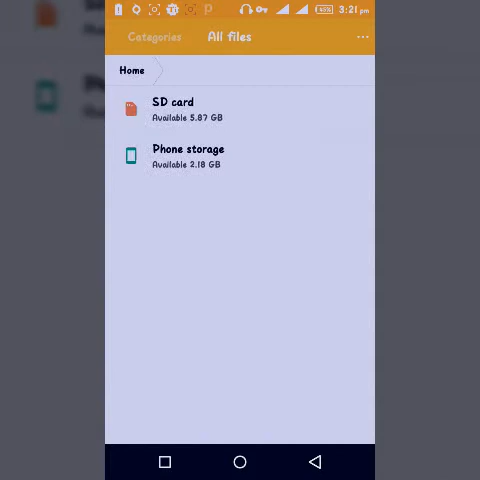 45% 3:21 pm
Categories All files
Home
SD card
Available 5.87 GB
Phone storage
Available 2.18 GB